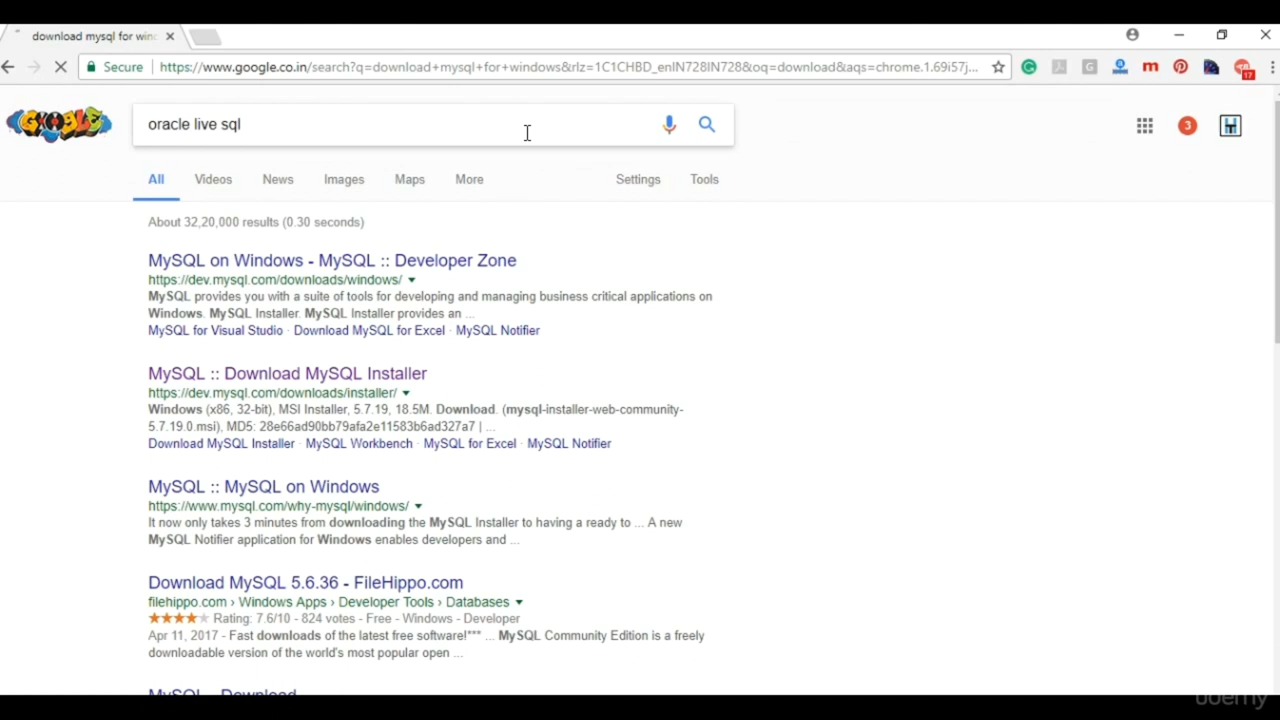 download mysql for wind
Secure
https://www.google.co.in/search?q=download+mysql+for+windows&rlz=1C1CHBD_enIN728IN728&oq=download&aqs=chrome.1.69i57j...
17
oracle live sql
3
All Videos News Images Maps More Settings Tools
About 32,20,000 results (0.30 seconds)
MySQL on Windows - MySQL :: Developer Zone
https://dev.mysql.com/downloads/windows/
MySQL provides you with a suite of tools for developing and managing business critical applications on
Windows. MySQL Installer. MySQL Installer provides an ...
MySQL for Visual Studio · Download MySQL for Excel · MySQL Notifier
MySQL :: Download MySQL Installer
https://dev.mysql.com/downloads/installer/
Windows (x86, 32-bit), MSI Installer, 5.7.19, 18.5M. Download. (mysql-installer-web-community-
5.7.19.0.msi), MD5: 28e66ad90bb79afa2e11583b6ad327a7 | ...
Download MySQL Installer · MySQL Workbench · MySQL for Excel · MySQL Notifier
MySQL :: MySQL on Windows
https://www.mysql.com/why-mysql/windows/
It now only takes 3 minutes from downloading the MySQL Installer to having a ready to ... A new
MySQL Notifier application for Windows enables developers and ...
Download MySQL 5.6.36 - FileHippo.com
filehippo.com › Windows Apps › Developer Tools › Databases
Rating: 7.6/10 - 824 votes - Free - Windows - Developer
Apr 11, 2017 - Fast downloads of the latest free software!*** ... MySQL Community Edition is a freely
downloadable version of the world's most popular open ...
MySQL - Download
udemy